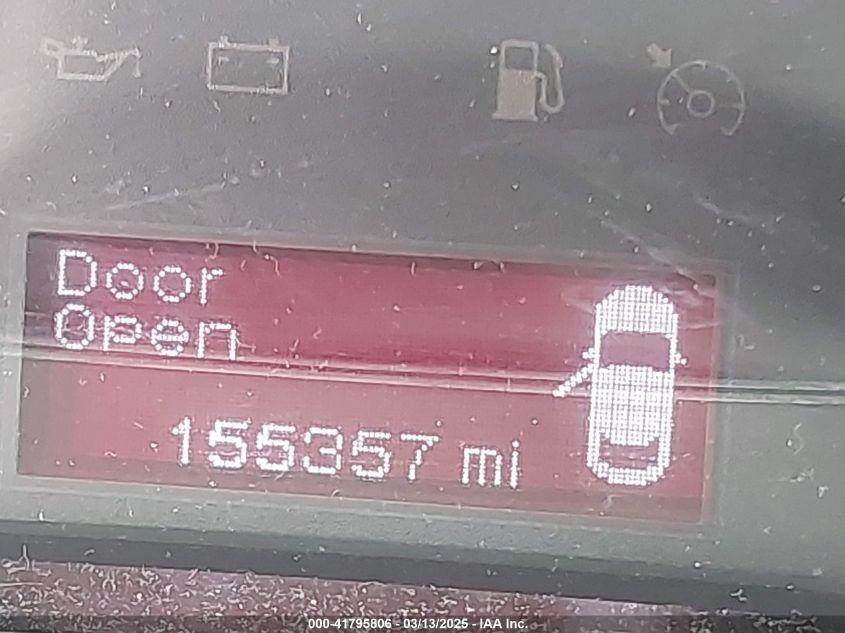 Door
Open
155357 mi
000-41795806 - 03/13/2025 - IAA Inc.